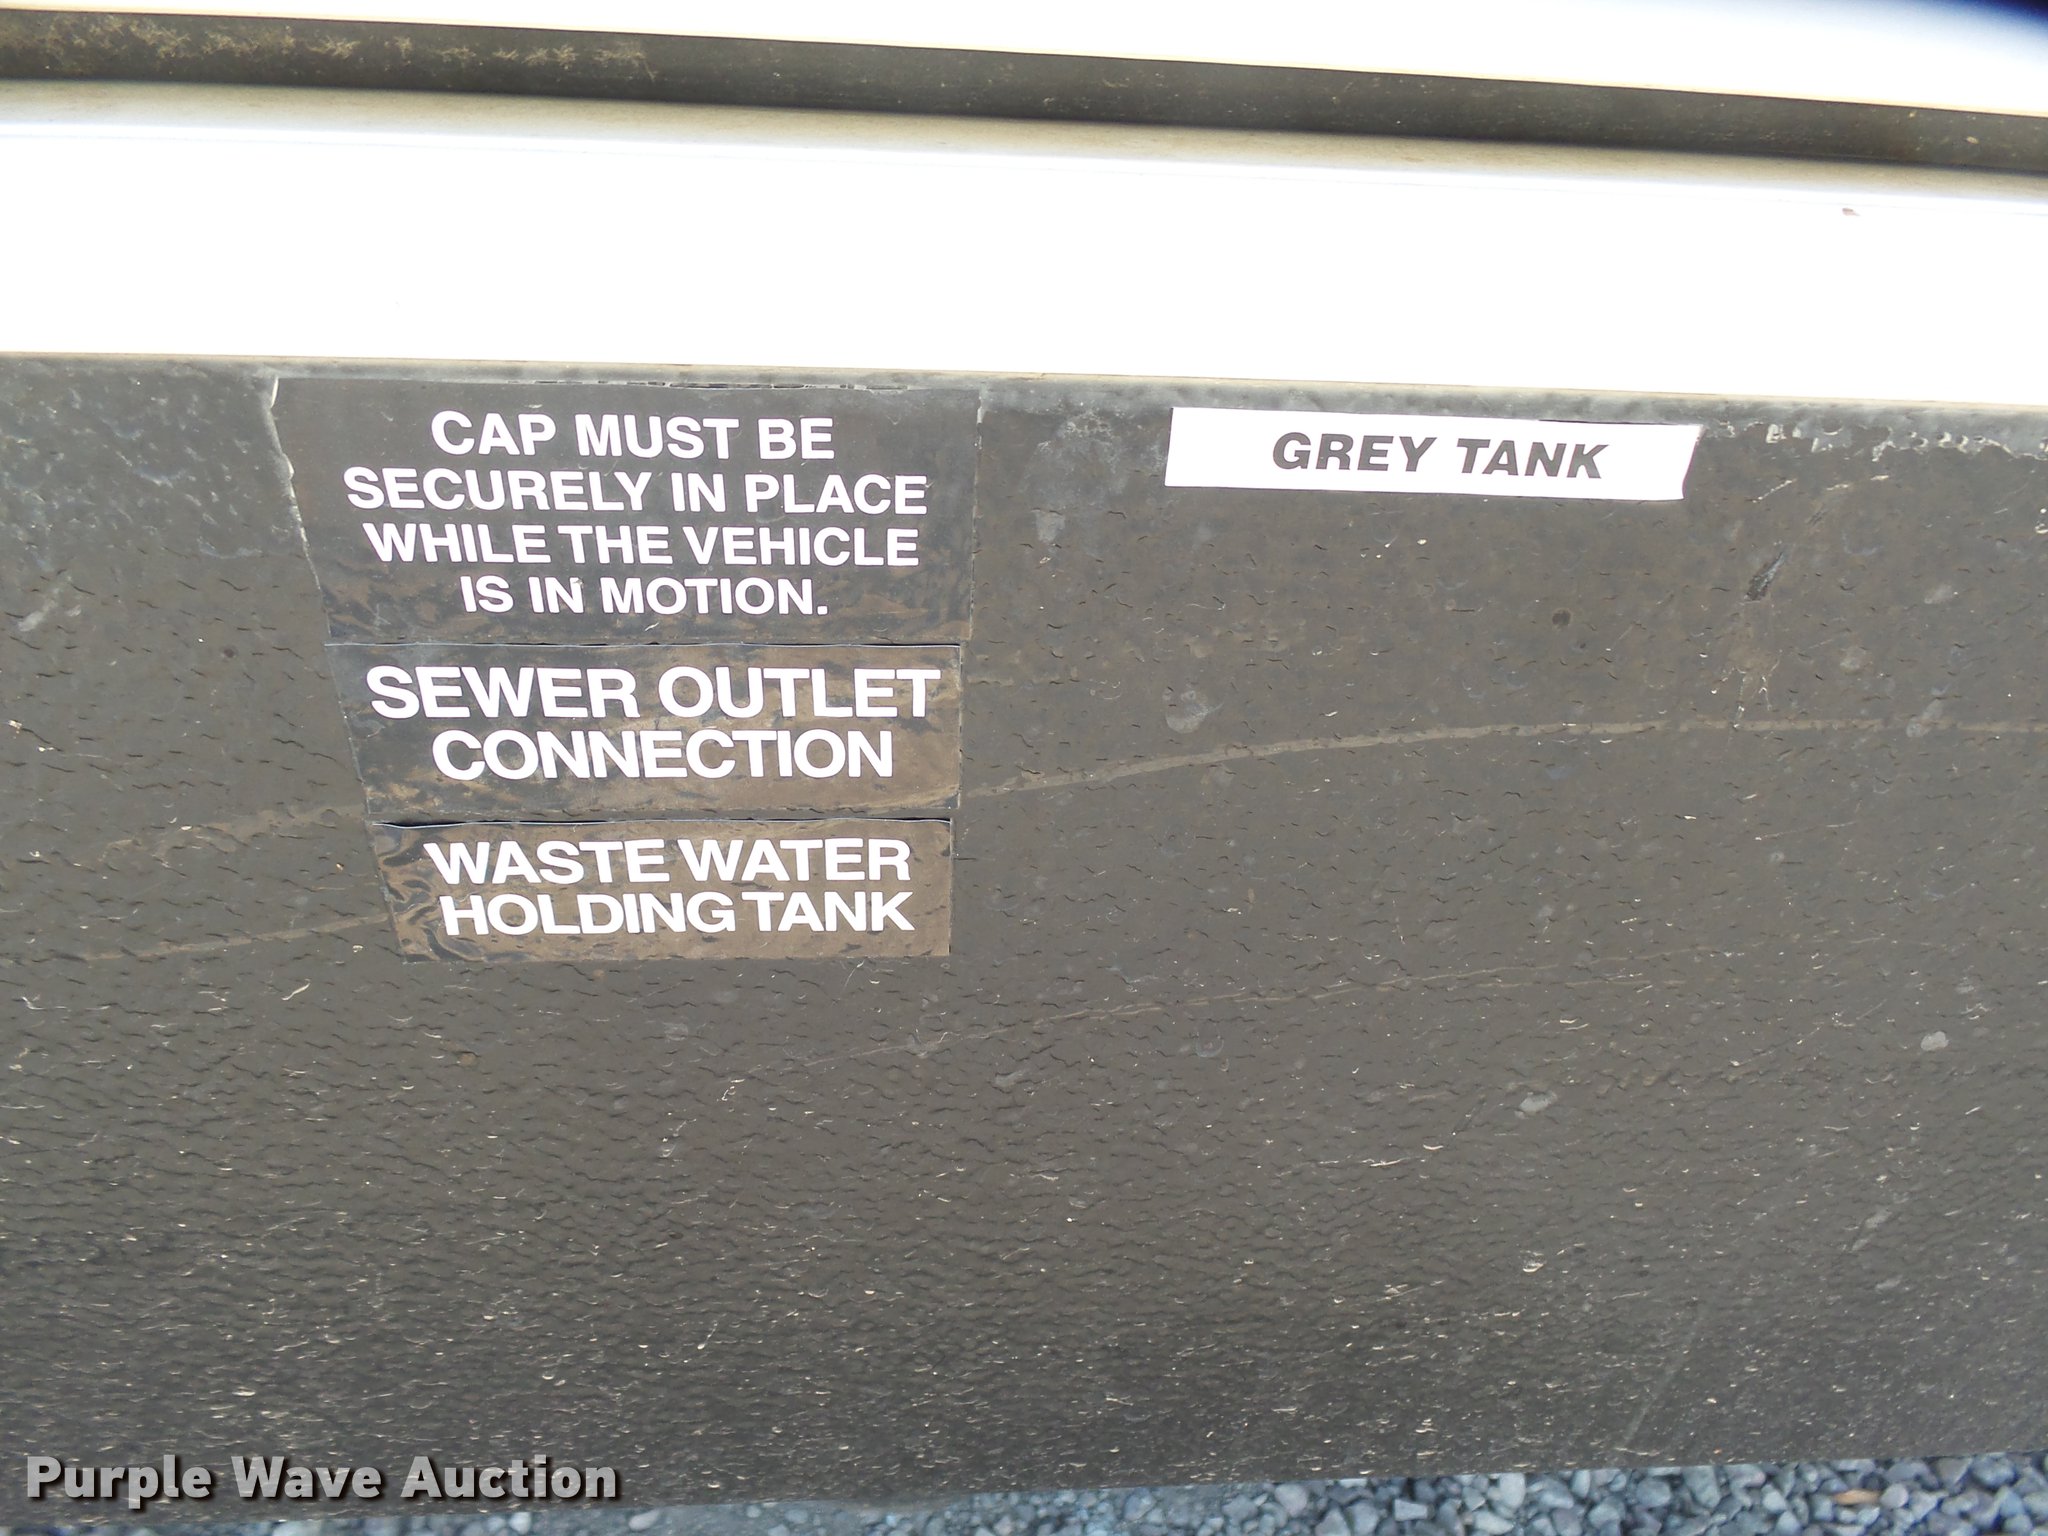 CAP MUST BE
SECURELY IN PLACE
WHILE THE VEHICLE
IS IN MOTION.
SEWER OUTLET
CONNECTION
WASTE WATER
HOLDING TANK
GREY TANK
Purple Wave Auction